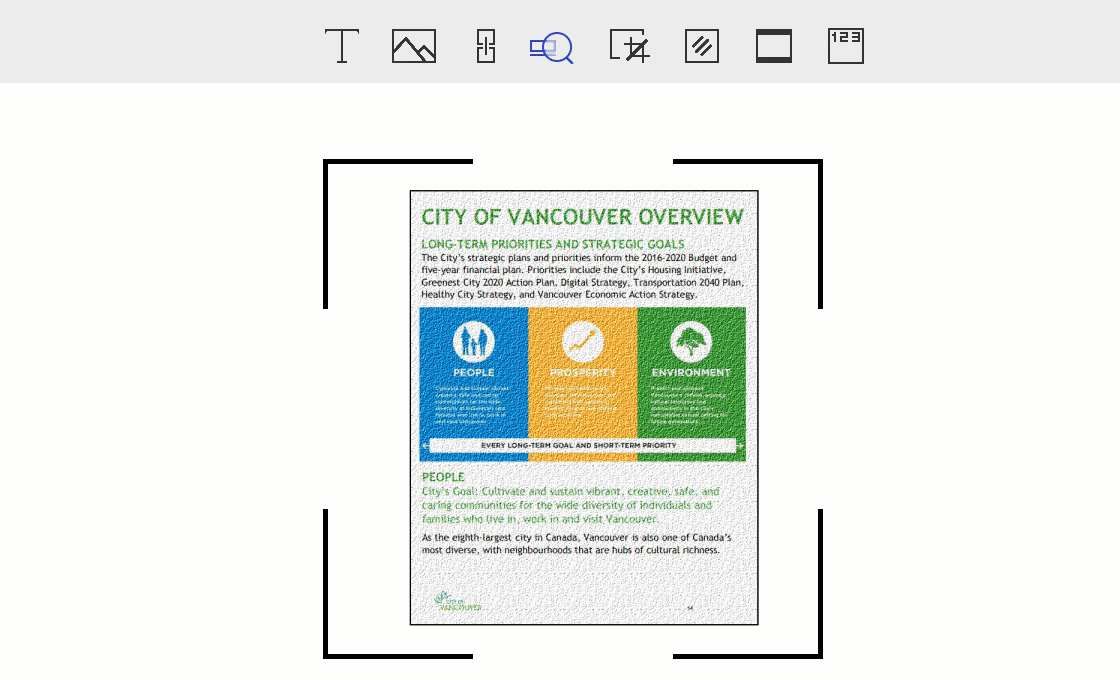 123
CITY OF VANCOUVER OVERVIEW
LONG-TERM PRIORITIES AND STRATEGIC GOALS
The City's strategic plans and priorities inform the 2016-2020 Budget and
five-year financial plan. Priorities include the City's Housing Initiative,
Greenest City 2020 Action Plan, Digital Strategy, Transportation 2040 Plan,
Healthy City Strategy, and Vancouver Economic Action Strategy.
PEOPLE
PROSPERITY
ENVIRONMENT
EVERY LONG-TERM GOAL AND SHORT-TERM PRIORITY
PEOPLE
City's Goal: Cultivate and sustain vibrant, creative, safe, and
caring communities for the wide diversity of individuals and
families who live in, work in and visit Vancouver.
As the eighth-largest city in Canada, Vancouver is also one of Canada's
most diverse, with neighbourhoods that are hubs of cultural richness.
CITY OF
VANCOUVER